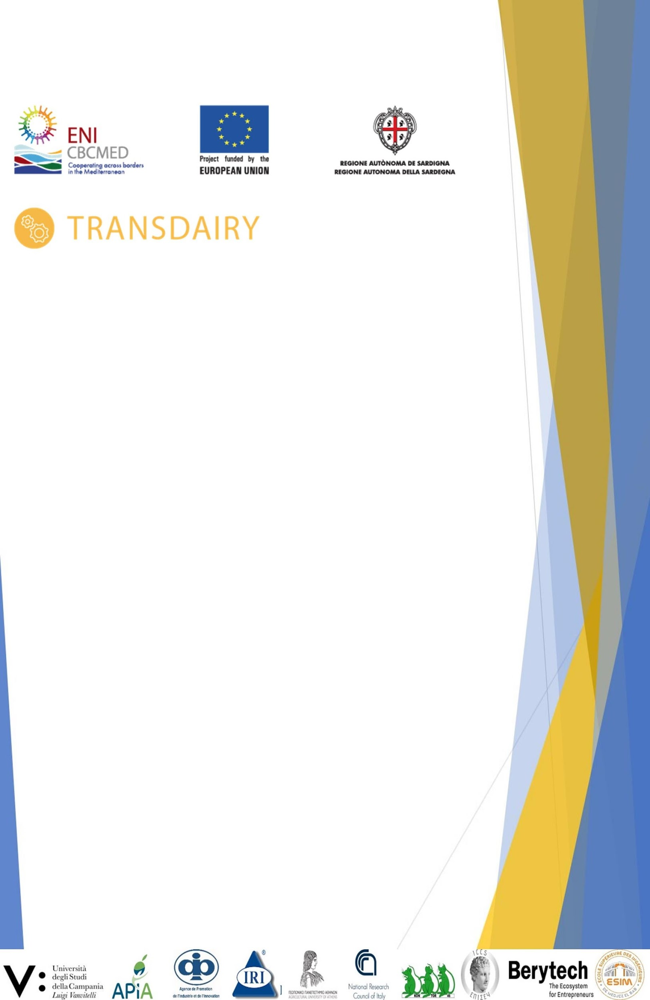 ENI
CBCMED
Cooperating across borders
in the Mediterranean
Project funded by the
EUROPEAN UNION
REGIONE AUTÒNOMA DE SARDIGNA
REGIONE AUTONOMA DELLA SARDEGNA
TRANSDAIRY
V:
Università
degli Studi
della Campania
Luigi Vanvitelli
APiA
Agence de Promotion
de l'Industrie et de l'Innovation
IRI
®
ΓΕΩΠΟΝΙΚΟ ΠΑΝΕΠΙΣΤΗΜΙΟ ΑΘΗΝΩΝ
AGRICULTURAL UNIVERSITY OF ATHENS
National Research
Council of Italy
KON TOR 46
ICCS
ΕΠΙΣΕΥ
Berytech
The Ecosystem
for Entrepreneurs
ÉCOLE SUPÉRIEURE DES INGÉNIEURS
ESIM
DE MEDJEZ EL BAB